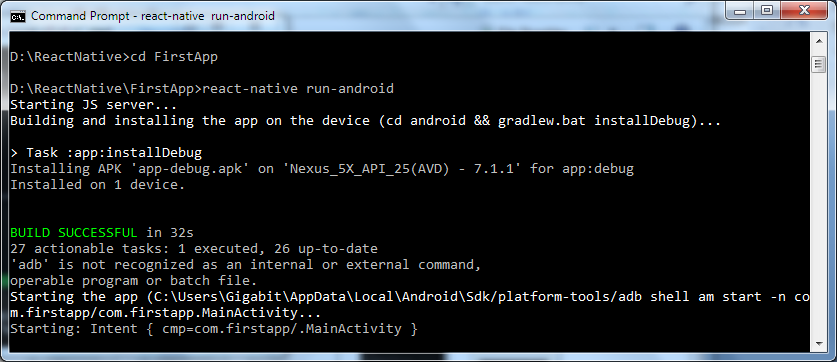 Command Prompt - react-native  run-android
D:\ReactNative>cd FirstApp
D:\ReactNative\FirstApp>react-native run-android
Starting JS server...
Building and installing the app on the device (cd android && gradlew.bat installDebug)...
> Task :app:installDebug
Installing APK 'app-debug.apk' on 'Nexus_5X_API_25(AVD) - 7.1.1' for app:debug
Installed on 1 device.
BUILD SUCCESSFUL in 32s
27 actionable tasks: 1 executed, 26 up-to-date
'adb' is not recognized as an internal or external command,
operable program or batch file.
Starting the app (C:\Users\Gigabit\AppData\Local\Android\Sdk/platform-tools/adb shell am start -n co
m.firstapp/com.firstapp.MainActivity...
Starting: Intent { cmp=com.firstapp/.MainActivity }